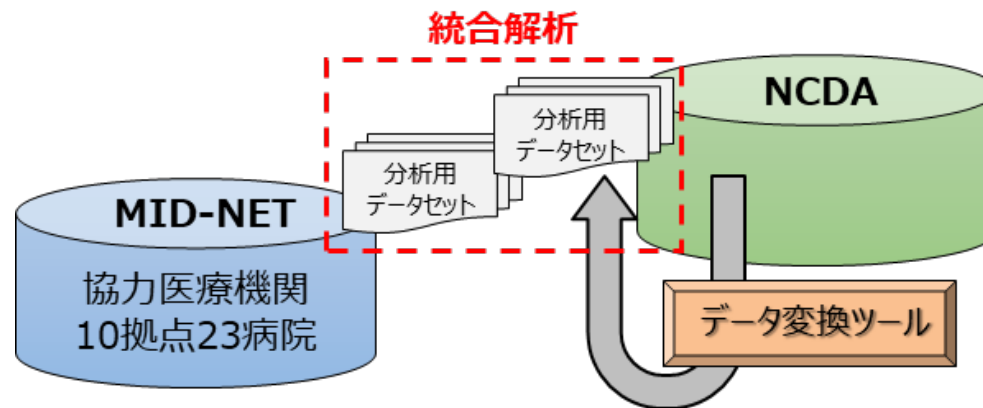 統合解析
NCDA
分析用
データセット
分析用
データセット
MID-NET
協力医療機関
10拠点23病院
データ変換ツール